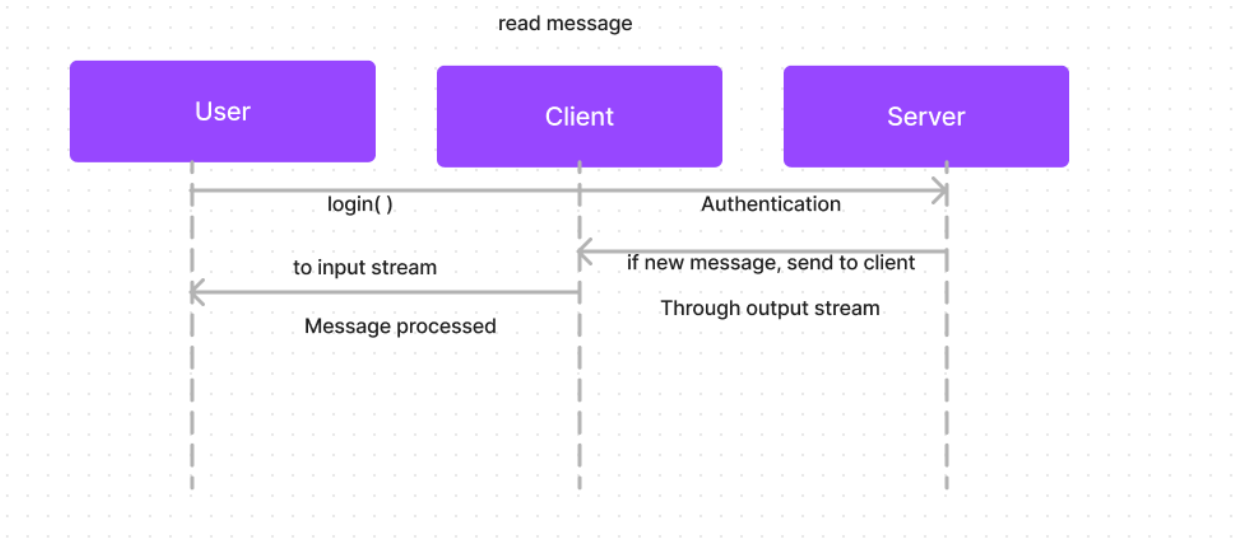 read message
User
Client
Server
login( )
Authentication
to input stream
if new message, send to client
Message processed
Through output stream